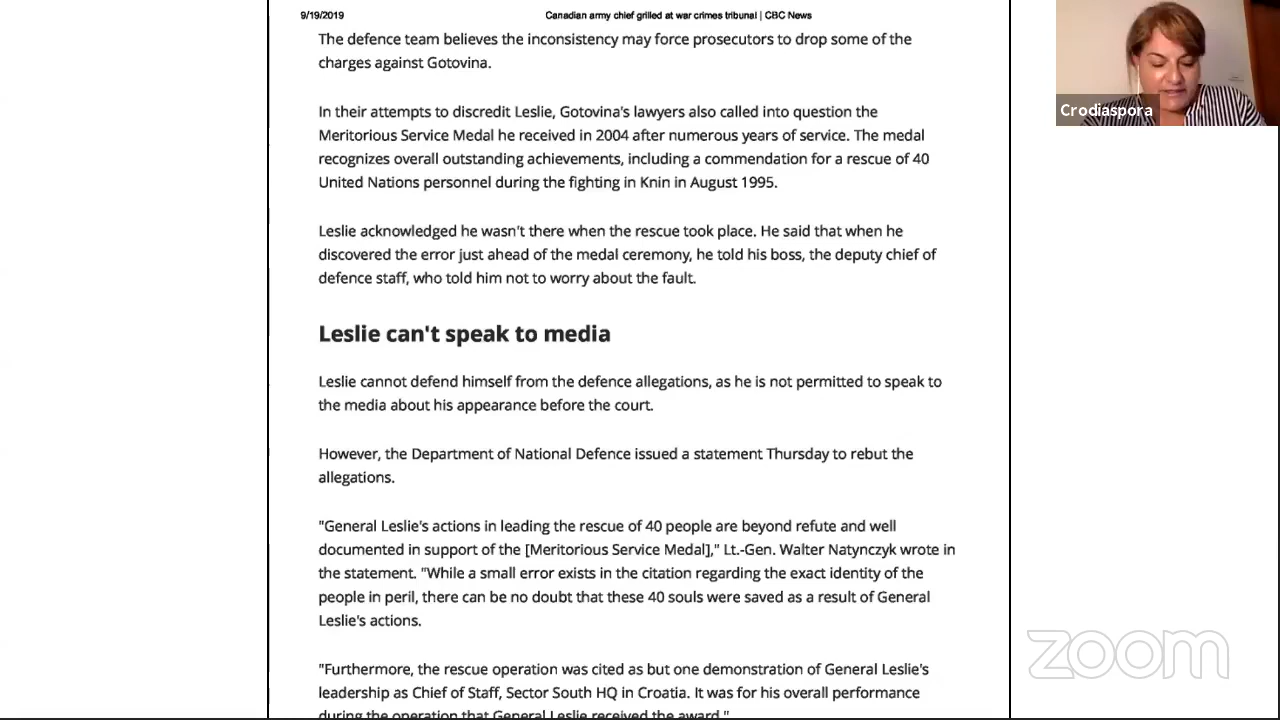 9/19/2019
Canadian army chief grilled at war crimes tribunal | CBC News
The defence team believes the inconsistency may force prosecutors to drop some of the
charges against Gotovina.
In their attempts to discredit Leslie, Gotovina's lawyers also called into question the
Meritorious Service Medal he received in 2004 after numerous years of service. The medal
recognizes overall outstanding achievements, including a commendation for a rescue of 40
United Nations personnel during the fighting in Knin in August 1995.
Leslie acknowledged he wasn't there when the rescue took place. He said that when he
discovered the error just ahead of the medal ceremony, he told his boss, the deputy chief of
defence staff, who told him not to worry about the fault.
Leslie can't speak to media
Leslie cannot defend himself from the defence allegations, as he is not permitted to speak to
the media about his appearance before the court.
However, the Department of National Defence issued a statement Thursday to rebut the
allegations.
"General Leslie's actions in leading the rescue of 40 people are beyond refute and well
documented in support of the [Meritorious Service Medal]," Lt.-Gen. Walter Natynczyk wrote in
the statement. "While a small error exists in the citation regarding the exact identity of the
people in peril, there can be no doubt that these 40 souls were saved as a result of General
Leslie's actions.
"Furthermore, the rescue operation was cited as but one demonstration of General Leslie's
leadership as Chief of Staff, Sector South HQ in Croatia. It was for his overall performance
during the operation that General Leslie received the award."
Crodiaspora
zoom